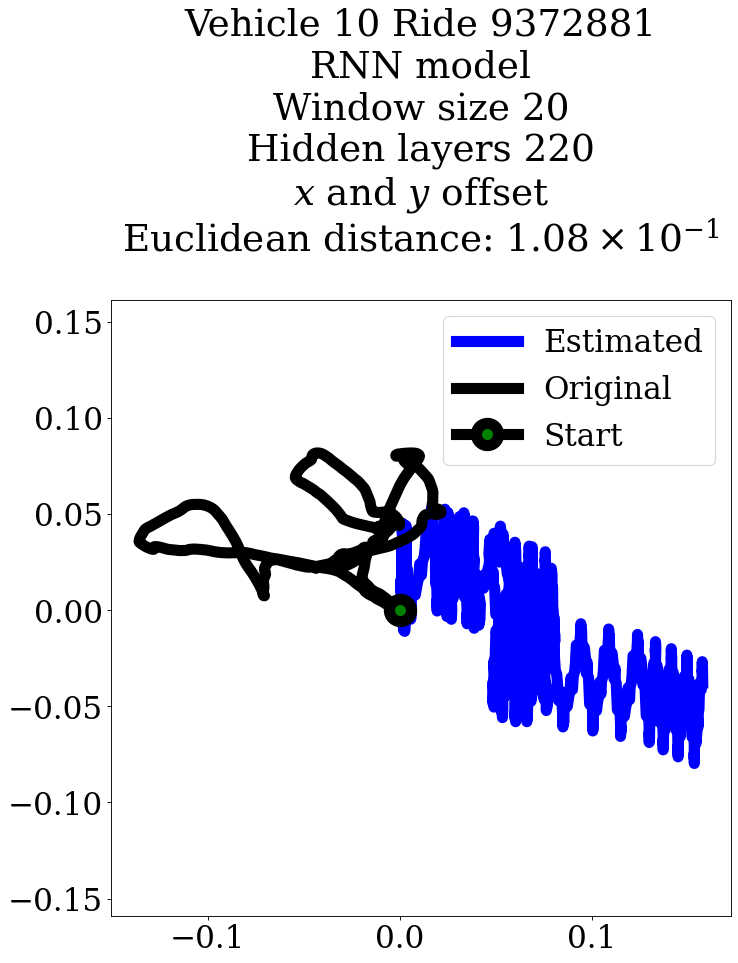 Vehicle 10 Ride 9372881
RNN model
Window size 20
Hidden layers 220
x and y offset
Euclidean distance: 1.08 × 10⁻¹
Estimated
Original
Start
0.15
0.10
0.05
0.00
−0.05
−0.10
−0.15
−0.1 0.0 0.1